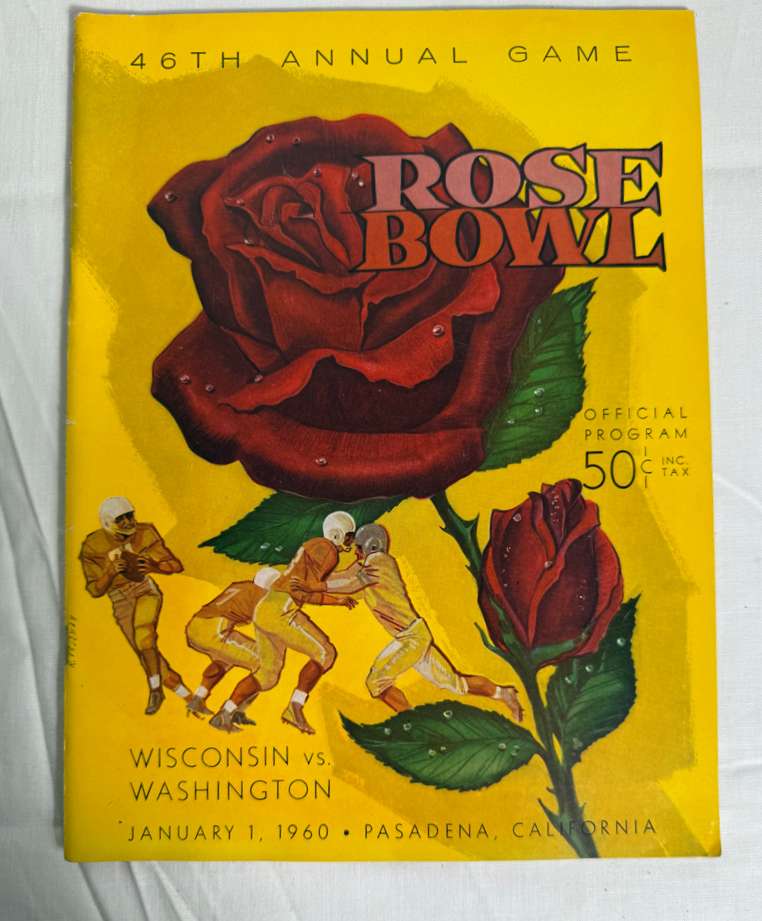 46TH ANNUAL GAME
ROSE
BOWL
OFFICIAL
PROGRAM
50¢ INC.
TAX
WISCONSIN VS.
WASHINGTON
JANUARY 1, 1960 • PASADENA, CALIFORNIA